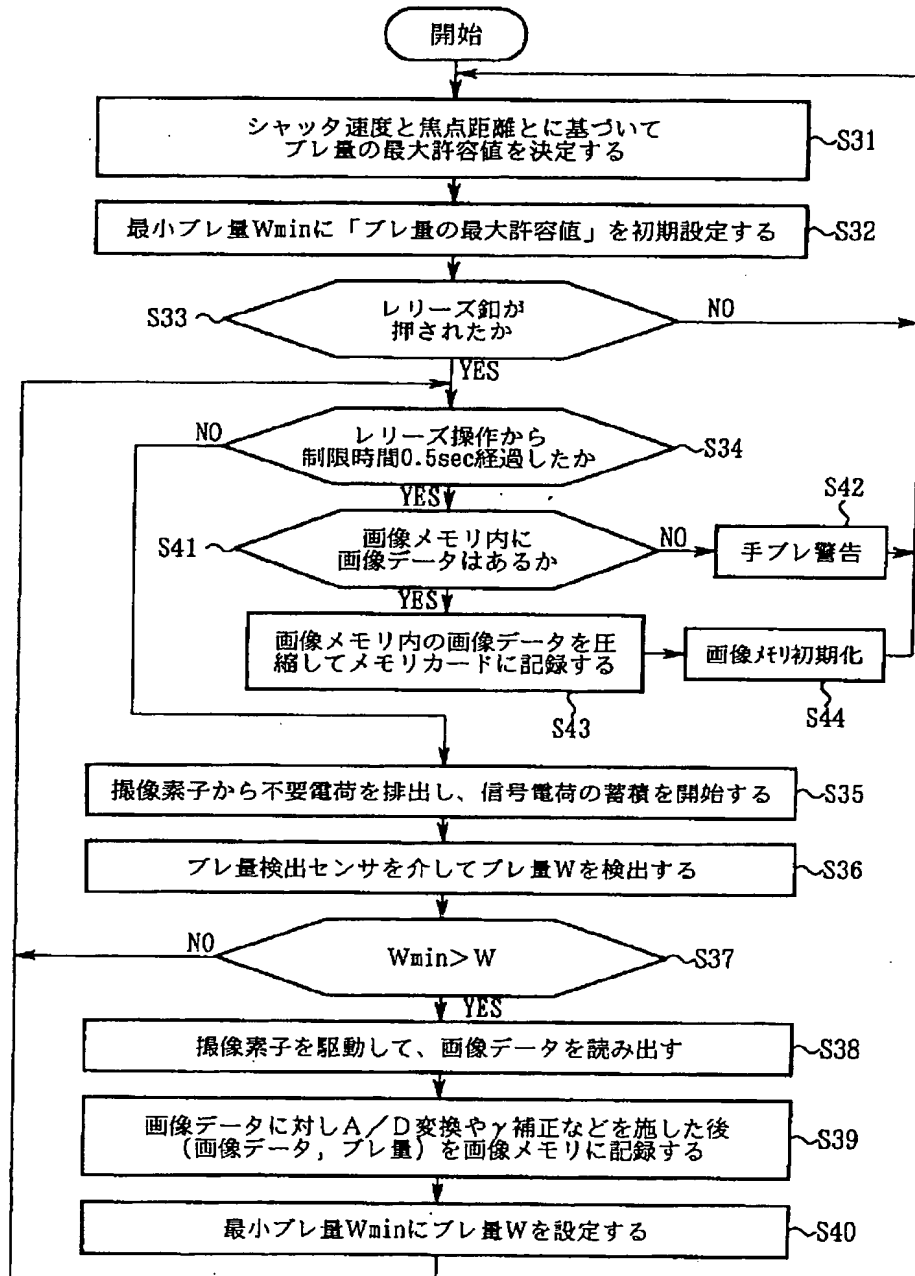 開始
シャッタ速度と焦点距離とに基づいて
ブレ量の最大許容値を決定する
S31
最小ブレ量Wminに「ブレ量の最大許容値」を初期設定する
S32
S33
レリーズ釦が
押されたか
NO
YES
NO
レリーズ操作から
制限時間0.5sec経過したか
S34
YES
S41
画像メモリ内に
画像データはあるか
NO
S42
手ブレ警告
YES
画像メモリ内の画像データを圧
縮してメモリカードに記録する
S43
画像メモリ初期化
S44
撮像素子から不要電荷を排出し、信号電荷の蓄積を開始する
S35
ブレ量検出センサを介してブレ量Wを検出する
S36
NO
Wmin>W
S37
YES
撮像素子を駆動して、画像データを読み出す
S38
画像データに対しA／D変換やγ補正などを施した後
(画像データ, ブレ量)を画像メモリに記録する
S39
最小ブレ量Wminにブレ量Wを設定する
S40